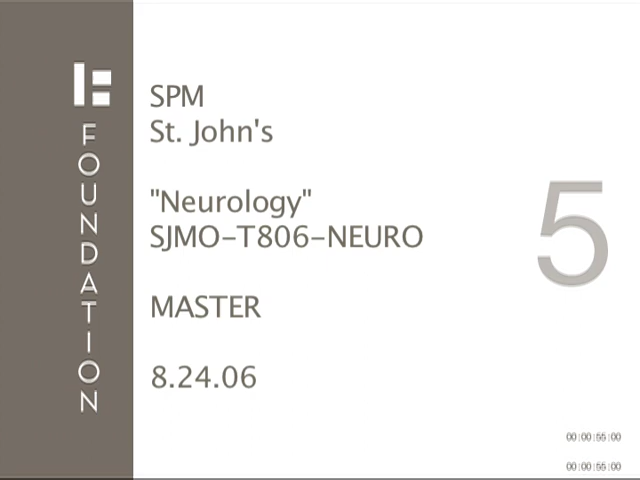 FOUNDATION
SPM
St. John's
"Neurology"
SJMO-T806-NEURO
MASTER
8.24.06
5
00:00:55:00
00:00:55:00